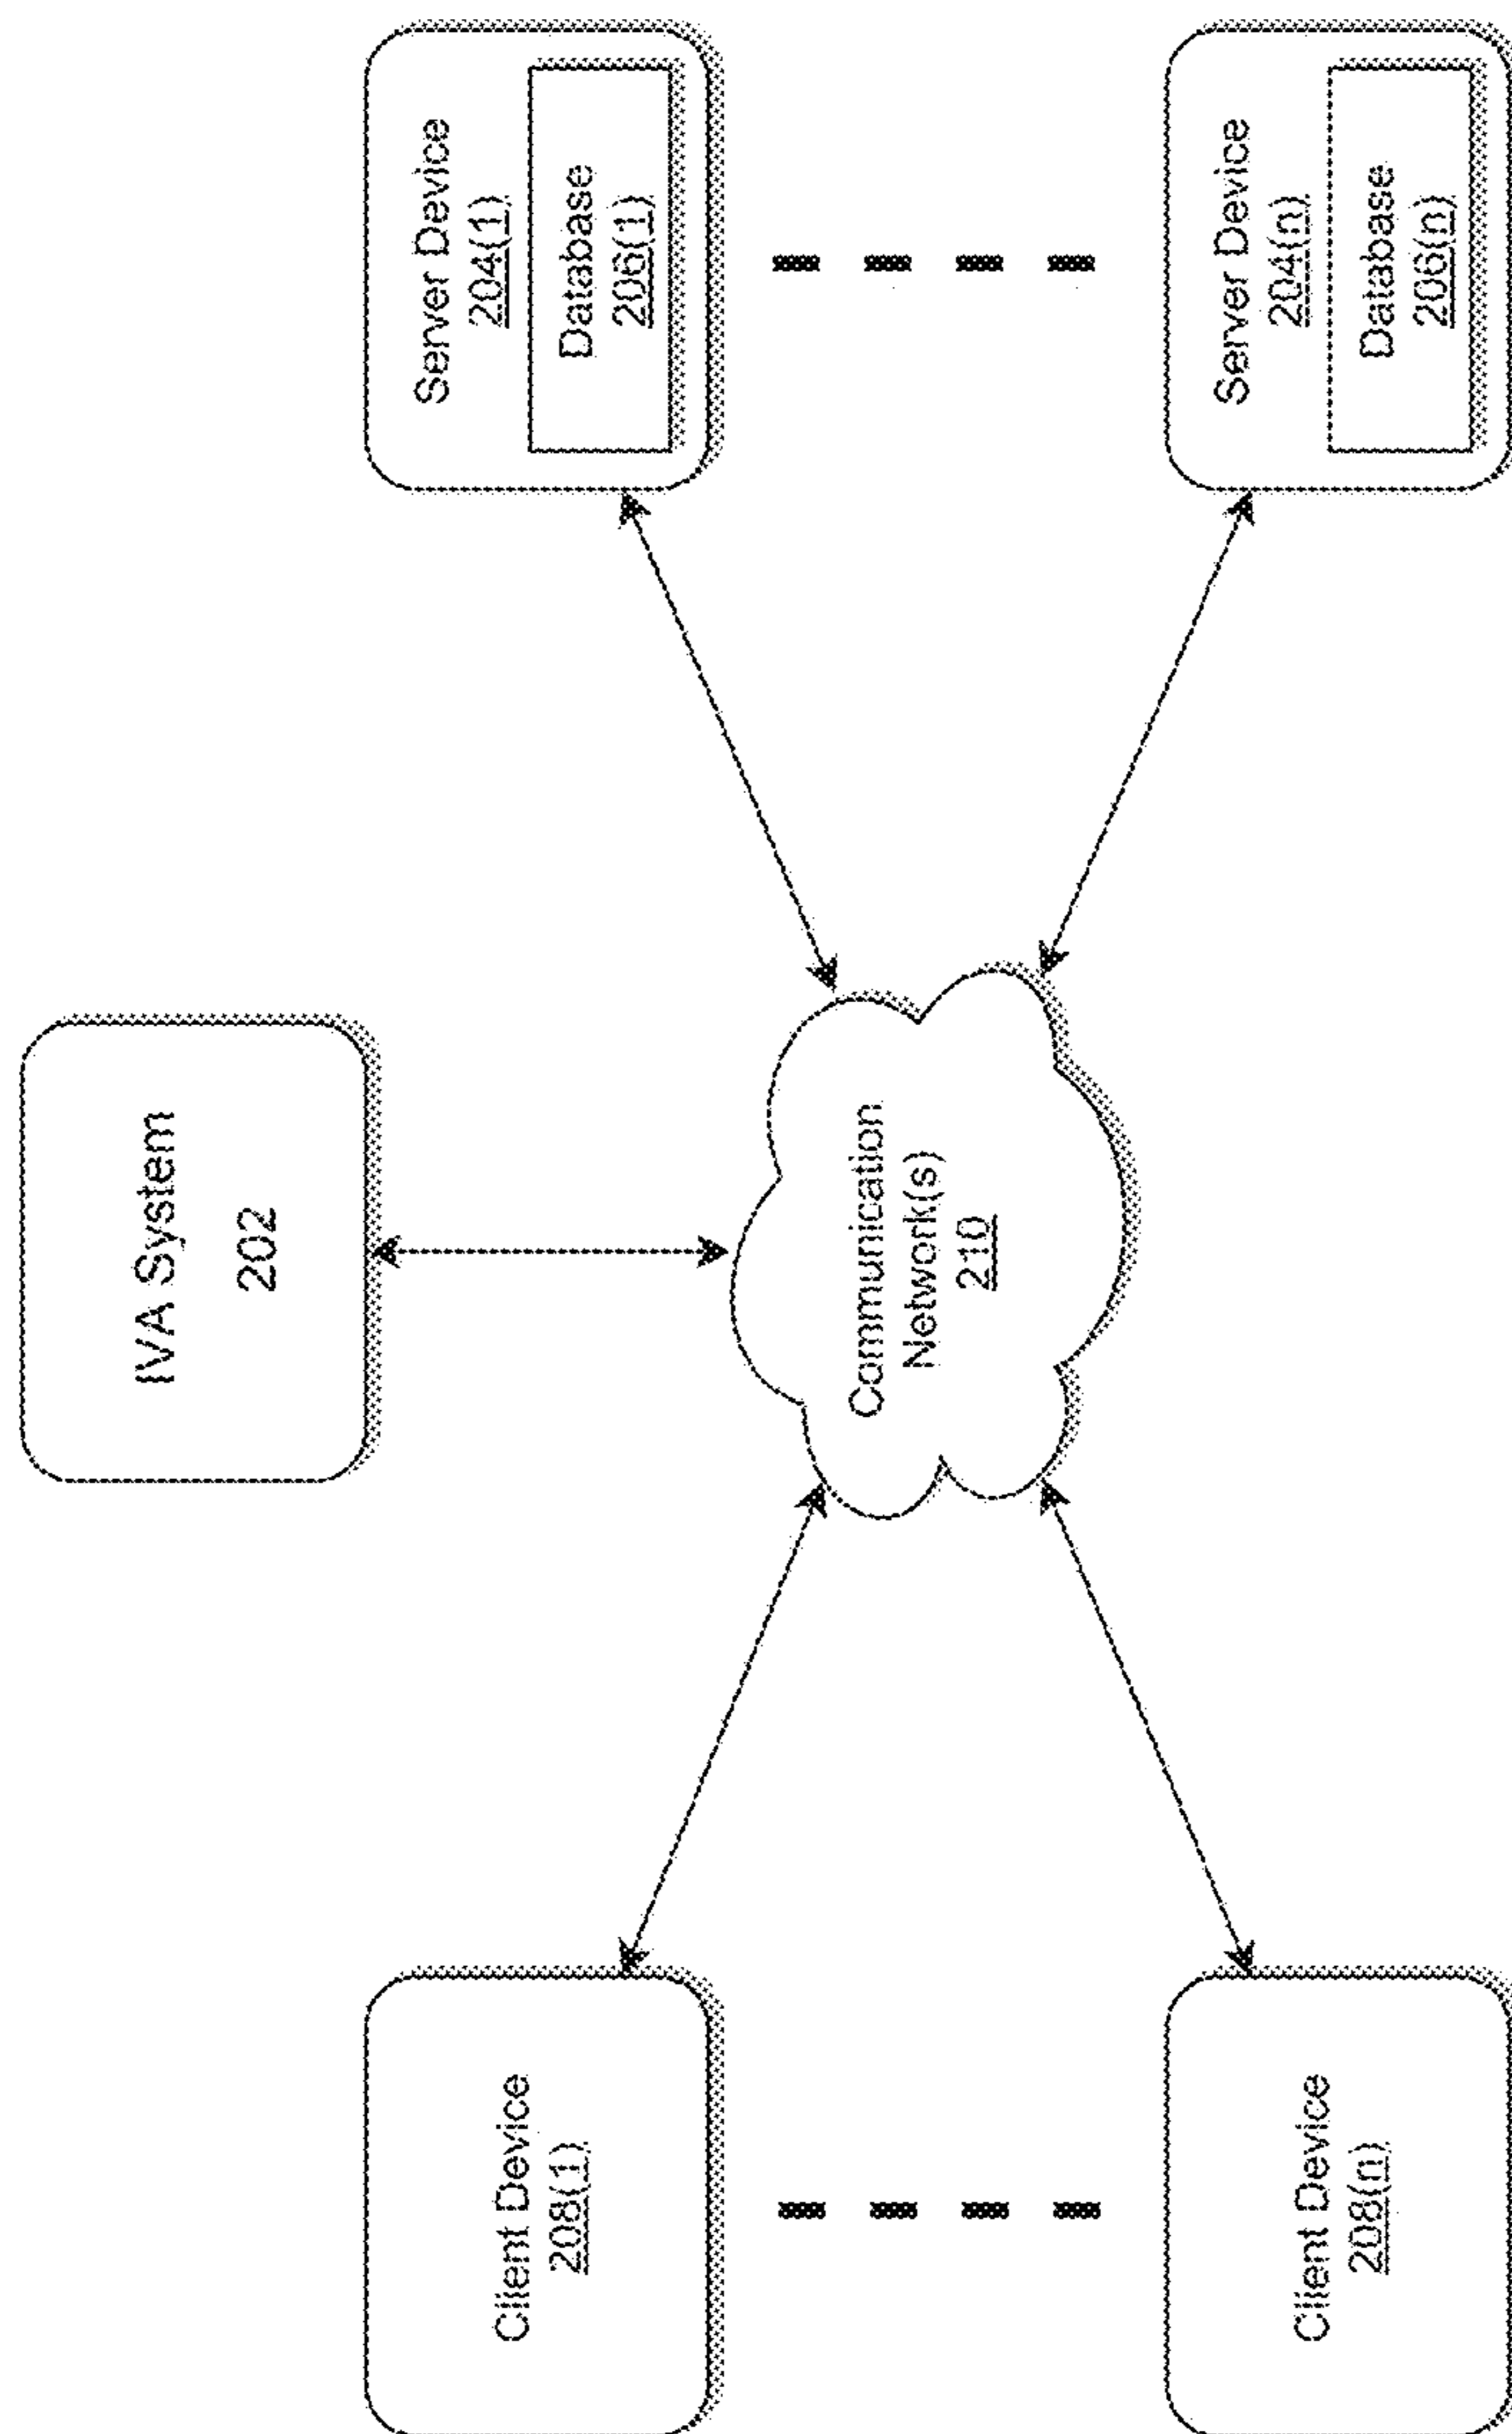 IVA System
202
Client Device
208(1)
Communication
Network(s)
210
Server Device
204(1)
Database
206(1)
Client Device
208(n)
Server Device
204(n)
Database
206(n)